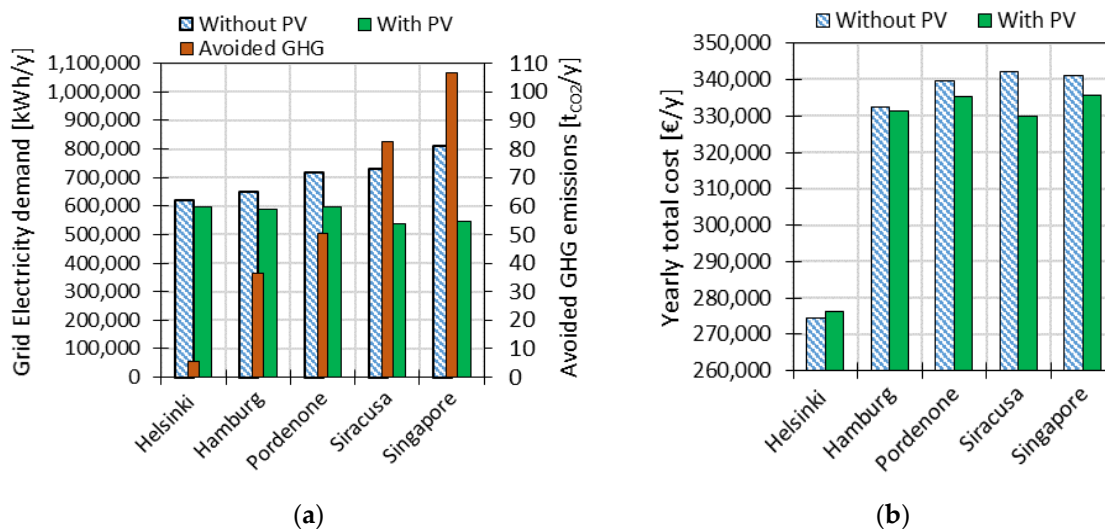 Without PV With PV
Avoided GHG
Grid Electricity demand [kWh/y]
1,100,000
1,000,000
900,000
800,000
700,000
600,000
500,000
400,000
300,000
200,000
100,000
0
110
100
90
80
70
60
50
40
30
20
10
0
Avoided GHG emissions [tCO2/y]
Helsinki
Hamburg
Pordenone
Siracusa
Singapore
(a)
Without PV With PV
Yearly total cost [€/y]
350,000
340,000
330,000
320,000
310,000
300,000
290,000
280,000
270,000
260,000
Helsinki
Hamburg
Pordenone
Siracusa
Singapore
(b)